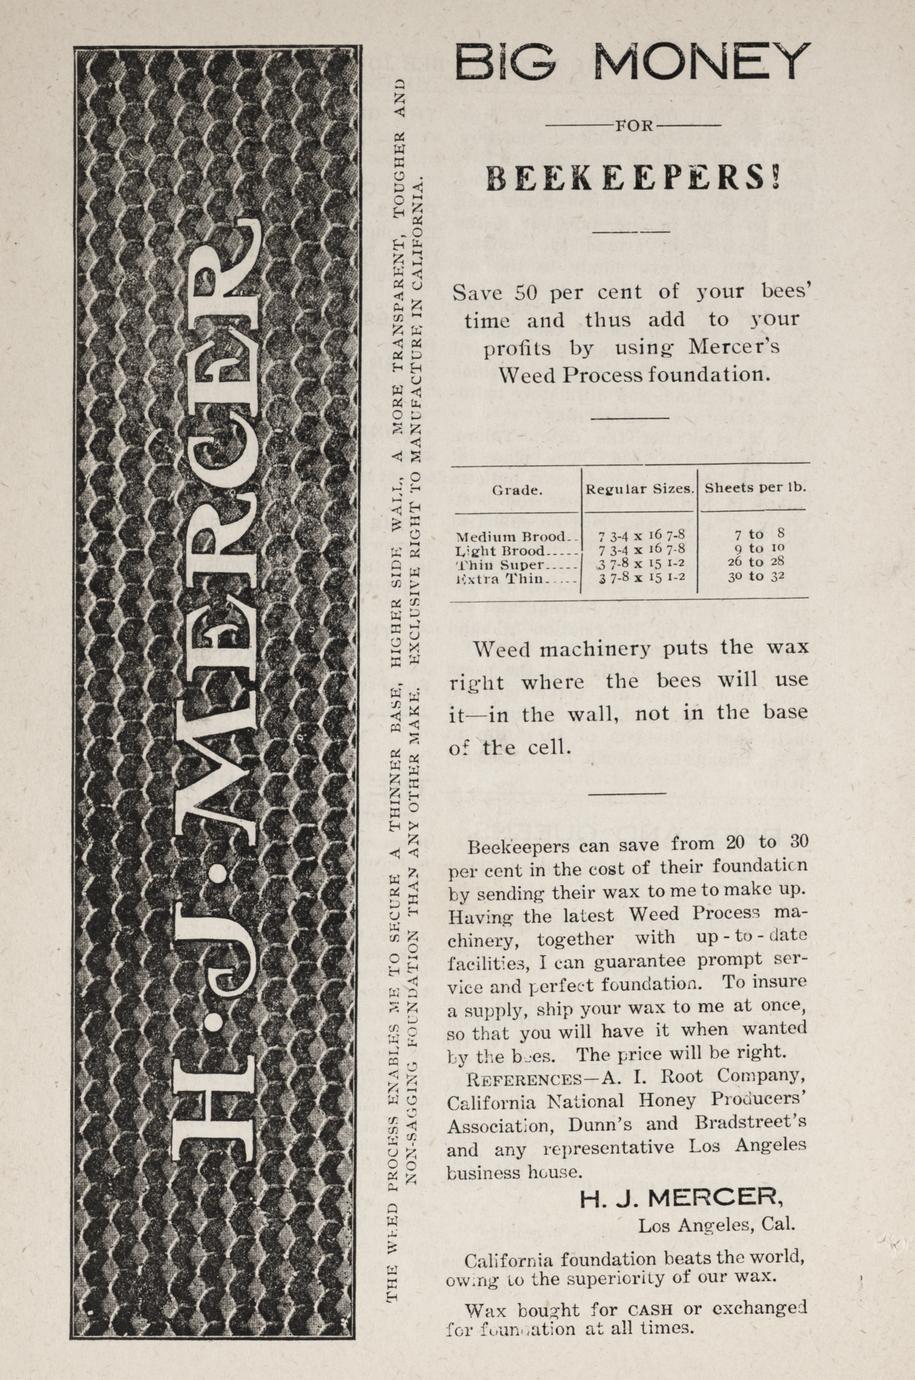 H. J. MERCER
THE WEED PROCESS ENABLES ME TO SECURE A THINNER BASE, HIGHER SIDE WALL, A MORE TRANSPARENT, TOUGHER AND
NON-SAGGING FOUNDATION THAN ANY OTHER MAKE. EXCLUSIVE RIGHT TO MANUFACTURE IN CALIFORNIA.
BIG MONEY
FOR
BEEKEEPERS!
Save 50 per cent of your bees'
time and thus add to your
profits by using Mercer's
Weed Process foundation.
Grade. Regular Sizes. Sheets per lb.
Medium Brood 7 3-4 x 16 7-8 7 to 8
Light Brood 7 3-4 x 16 7-8 9 to 10
Thin Super 3 7-8 x 15 1-2 26 to 28
Extra Thin 3 7-8 x 15 1-2 30 to 32
Weed machinery puts the wax
right where the bees will use
it—in the wall, not in the base
of the cell.
Beekeepers can save from 20 to 30
per cent in the cost of their foundation
by sending their wax to me to make up.
Having the latest Weed Process ma-
chinery, together with up-to-date
facilities, I can guarantee prompt ser-
vice and perfect foundation. To insure
a supply, ship your wax to me at once,
so that you will have it when wanted
by the bees. The price will be right.
REFERENCES—A. I. Root Company,
California National Honey Producers'
Association, Dunn's and Bradstreet's
and any representative Los Angeles
business house.
H. J. MERCER,
Los Angeles, Cal.
California foundation beats the world,
owing to the superiority of our wax.
Wax bought for CASH or exchanged
for foundation at all times.